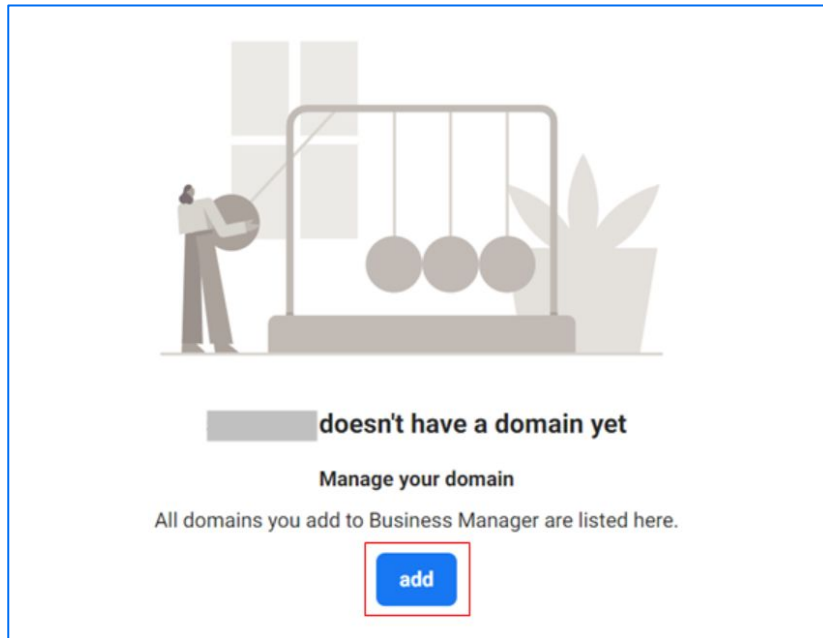 doesn't have a domain yet
Manage your domain
All domains you add to Business Manager are listed here.
add